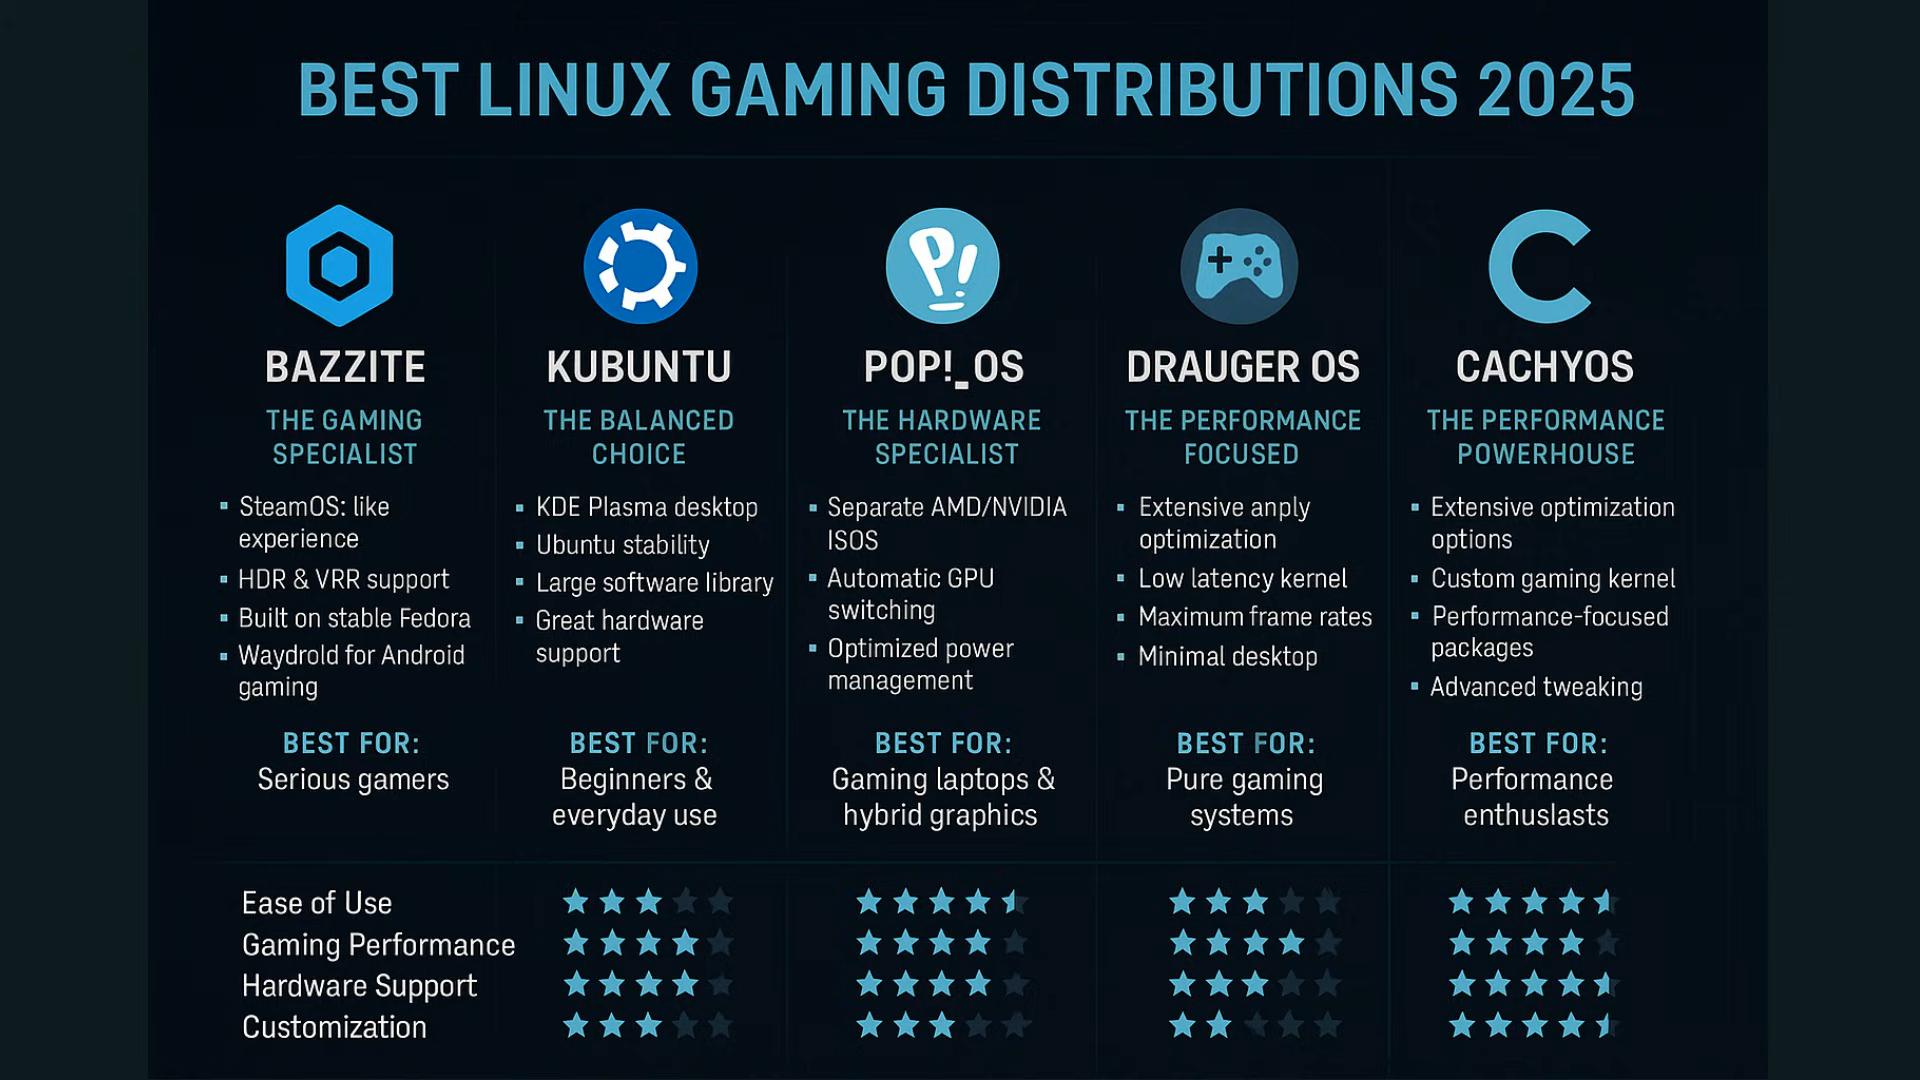 BEST LINUX GAMING DISTRIBUTIONS 2025
P!
BAZZITE
THE GAMING
SPECIALIST
▪ SteamOS: like
experience
▪ HDR & VRR support
▪ Built on stable Fedora
▪ Waydrold for Android
gaming
BEST FOR:
Serious gamers
KUBUNTU
THE BALANCED
CHOICE
▪ KDE Plasma desktop
▪ Ubuntu stability
▪ Large software library
▪ Great hardware
support
BEST FOR:
Beginners &
everyday use
POP!_OS
THE HARDWARE
SPECIALIST
▪ Separate AMD/NVIDIA
ISOS
▪ Automatic GPU
switching
▪ Optimized power
management
BEST FOR:
Gaming laptops &
hybrid graphics
DRAUGER OS
THE PERFORMANCE
FOCUSED
▪ Extensive anply
optimization
▪ Low latency kernel
▪ Maximum frame rates
▪ Minimal desktop
BEST FOR:
Pure gaming
systems
C
CACHYOS
THE PERFORMANCE
POWERHOUSE
▪ Extensive optimization
options
▪ Custom gaming kernel
▪ Performance-focused
packages
▪ Advanced tweaking
BEST FOR:
Performance
enthuslasts
Ease of Use
Gaming Performance
Hardware Support
Customization